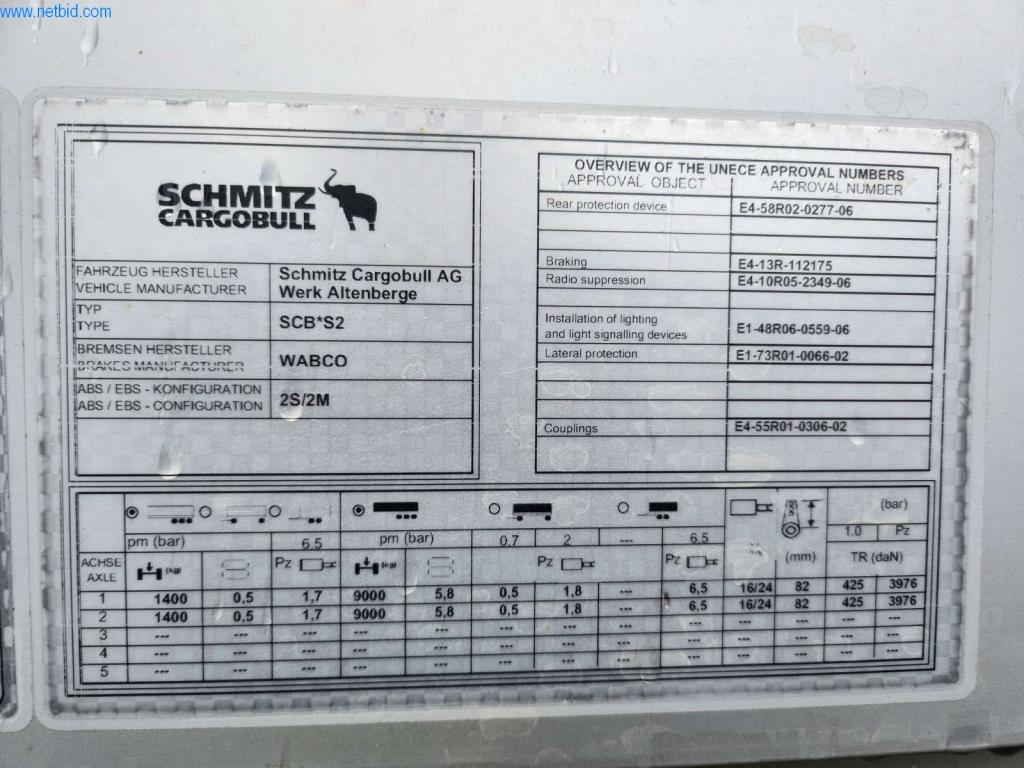 www.netbid.com
SCHMITZ
CARGOBULL
FAHRZEUG HERSTELLER
VEHICLE MANUFACTURER
Schmitz Cargobull AG
Werk Altenberge
TYP
TYPE
SCB*S2
BREMSEN HERSTELLER
BRAKES MANUFACTURER
WABCO
ABS / EBS - KONFIGURATION
ABS / EBS - CONFIGURATION
2S/2M
OVERVIEW OF THE UNECE APPROVAL NUMBERS
APPROVAL OBJECT APPROVAL NUMBER
Rear protection device E4-58R02-0277-06
Braking E4-13R-112175
Radio suppression E4-10R05-2349-06
Installation of lighting
and light signalling devices E1-48R06-0559-06
Lateral protection E1-73R01-0066-02
Couplings E4-55R01-0306-02
(bar)
pm (bar) 6.5 pm (bar) 0,7 2 --- 6.5 1.0 Pz
ACHSE
AXLE
(kg) Pz (kg) Pz Pz (mm) TR (daN)
1 1400 0,5 1,7 9000 5,8 0,5 1,8 --- 6,5 16/24 82 425 3976
2 1400 0,5 1,7 9000 5,8 0,5 1,8 --- 6,5 16/24 82 425 3976
3 --- --- --- --- --- --- --- --- --- --- --- --- ---
4 --- --- --- --- --- --- --- --- --- --- --- --- ---
5 --- --- --- --- --- --- --- --- --- --- --- --- ---